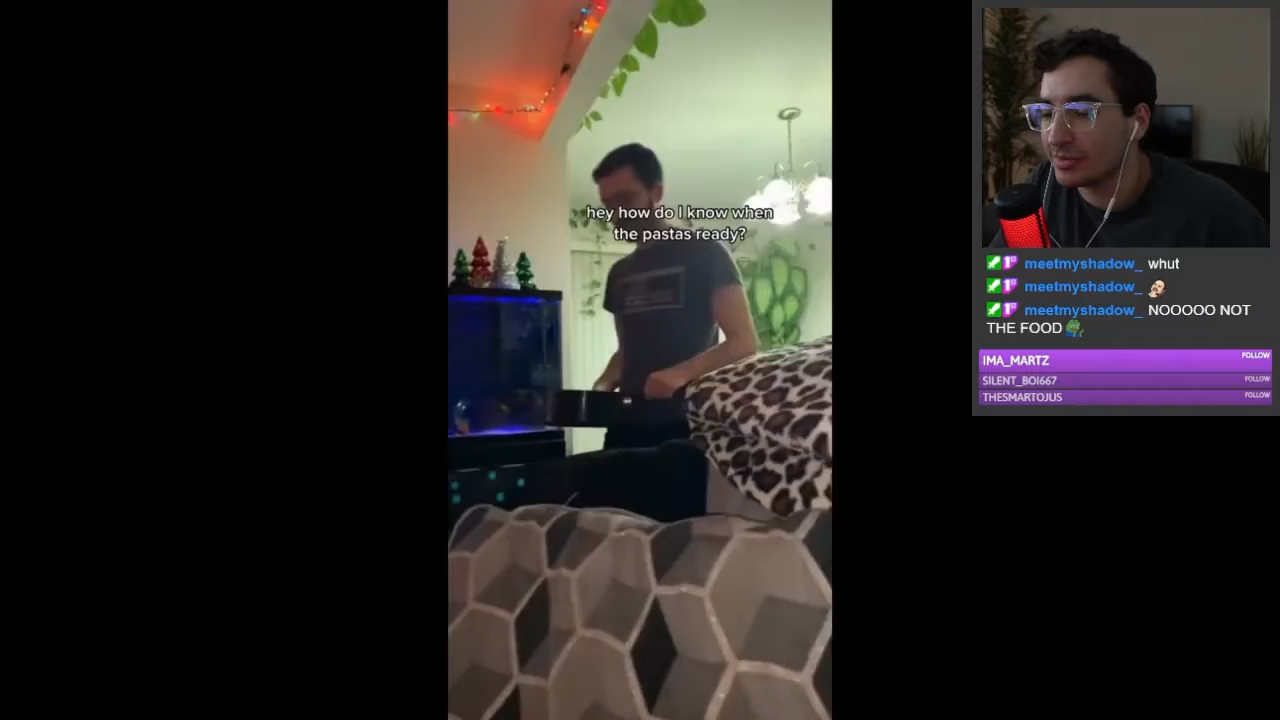 hey how do I know when
the pastas ready?
meetmyshadow_ whut
meetmyshadow_
meetmyshadow_ NOOOOO NOT
THE FOOD
IMA_MARTZ FOLLOW
SILENT_BOI667 FOLLOW
THESMARTOJUS FOLLOW